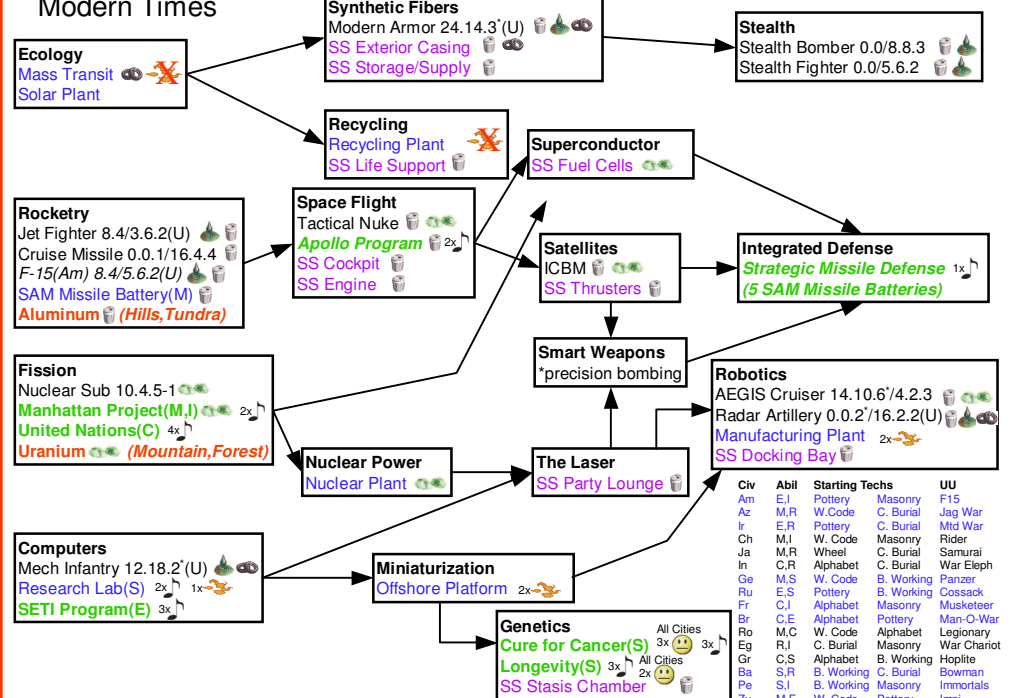 Modern Times
Ecology
Mass Transit
Solar Plant
Synthetic Fibers
Modern Armor 24.14.3*(U)
SS Exterior Casing
SS Storage/Supply
Stealth
Stealth Bomber 0.0/8.8.3
Stealth Fighter 0.0/5.6.2
Recycling
Recycling Plant
SS Life Support
Superconductor
SS Fuel Cells
Rocketry
Jet Fighter 8.4/3.6.2(U)
Cruise Missile 0.0.1/16.4.4
F-15(Am) 8.4/5.6.2(U)
SAM Missile Battery(M)
Aluminum (Hills,Tundra)
Space Flight
Tactical Nuke
Apollo Program 2x
SS Cockpit
SS Engine
Satellites
ICBM
SS Thrusters
Integrated Defense
Strategic Missile Defense 1x
(5 SAM Missile Batteries)
Smart Weapons
*precision bombing
Fission
Nuclear Sub 10.4.5-1
Manhattan Project(M,I) 2x
United Nations(C) 4x
Uranium (Mountain,Forest)
Robotics
AEGIS Cruiser 14.10.6*/4.2.3
Radar Artillery 0.0.2*/16.2.2(U)
Manufacturing Plant 2x
SS Docking Bay
Nuclear Power
Nuclear Plant
The Laser
SS Party Lounge
Computers
Mech Infantry 12.18.2*(U)
Research Lab(S) 2x 1x
SETI Program(E) 3x
Miniaturization
Offshore Platform 2x
Genetics
Cure for Cancer(S) All Cities 3x 3x
Longevity(S) 3x All Cities 2x
SS Stasis Chamber
Civ Abil Starting Techs UU
Am E,I Pottery Masonry F15
Az M,R W.Code C. Burial Jag War
Ir E,R Pottery C. Burial Mtd War
Ch M,I W. Code Masonry Rider
Ja M,R Wheel C. Burial Samurai
In C,R Alphabet C. Burial War Eleph
Ge M,S W. Code B. Working Panzer
Ru E,S Pottery B. Working Cossack
Fr C,I Alphabet Masonry Musketeer
Br C,E Alphabet Pottery Man-O-War
Ro M,C W. Code Alphabet Legionary
Eg R,I C. Burial Masonry War Chariot
Gr C,S Alphabet B. Working Hoplite
Ba S,R B. Working C. Burial Bowman
Pe S,I B. Working Masonry Immortals